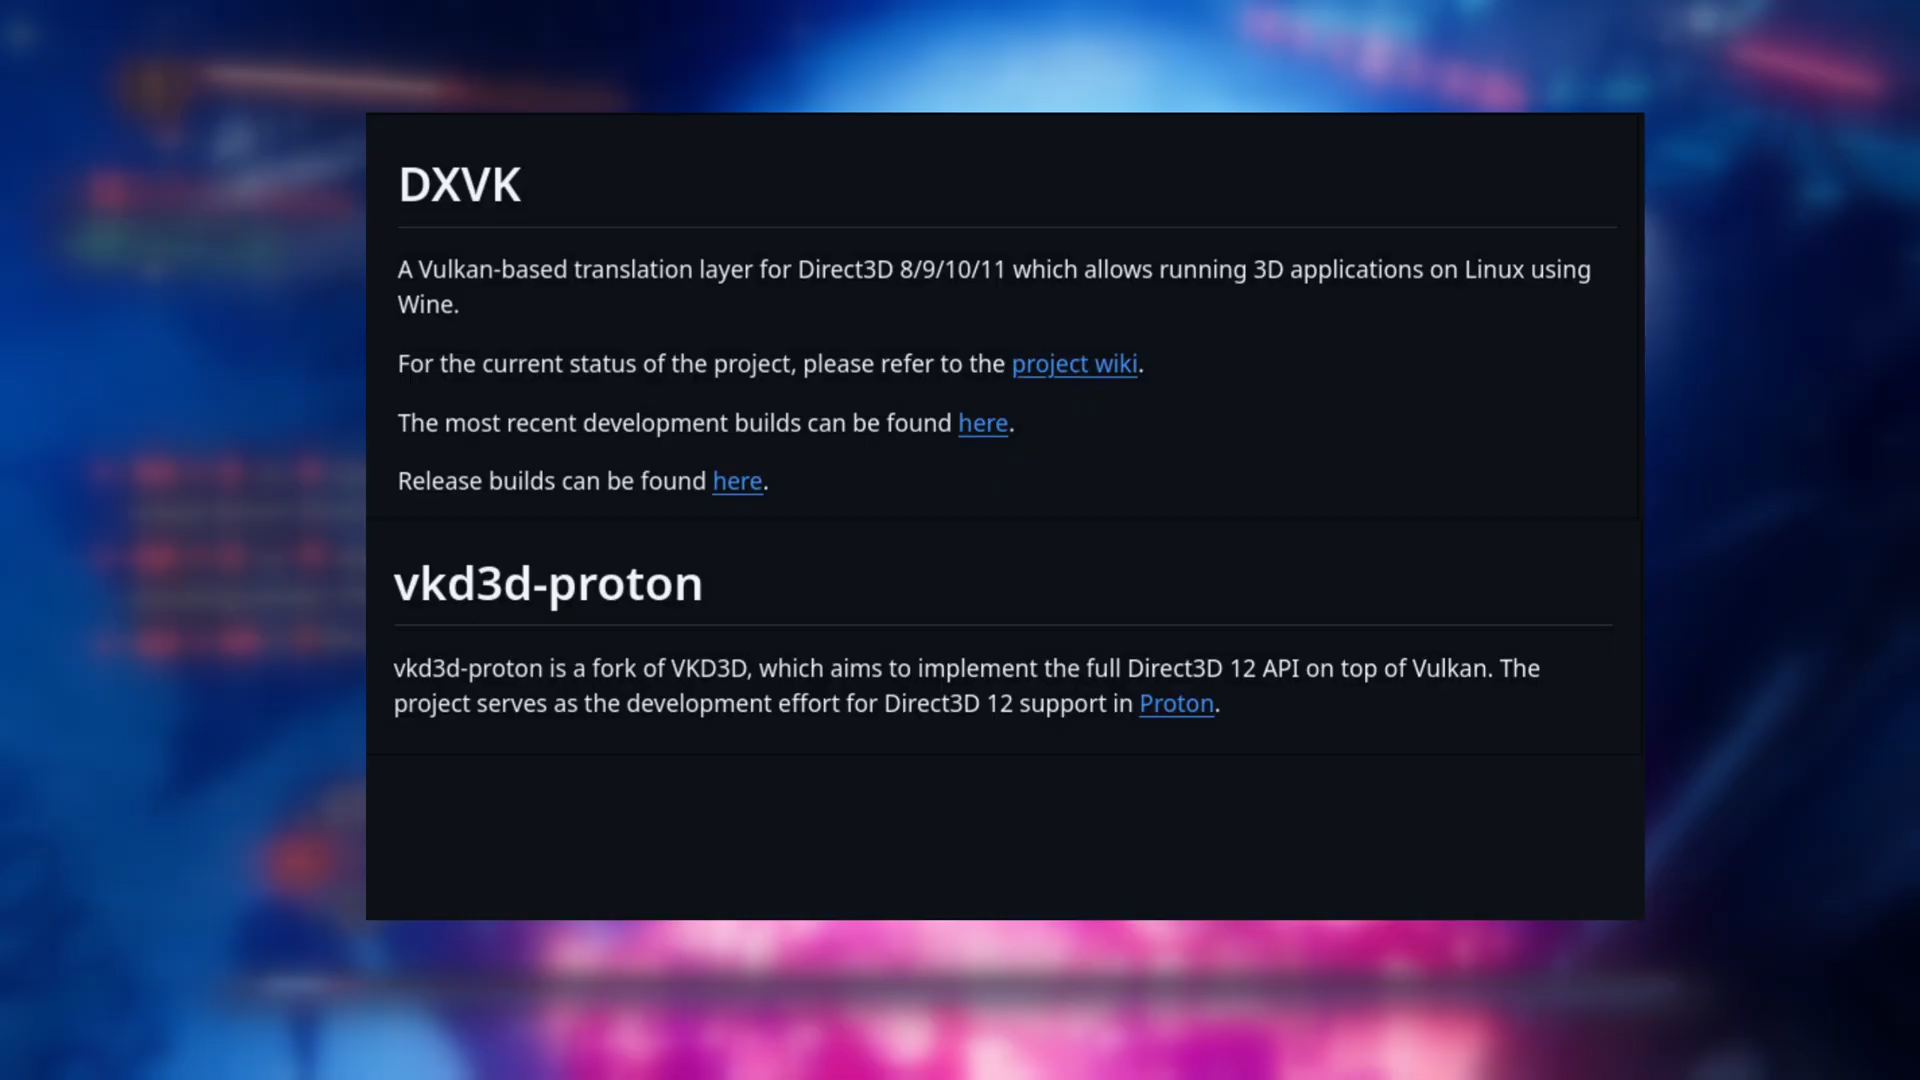 DXVK
A Vulkan-based translation layer for Direct3D 8/9/10/11 which allows running 3D applications on Linux using
Wine.
For the current status of the project, please refer to the project wiki.
The most recent development builds can be found here.
Release builds can be found here.
vkd3d-proton
vkd3d-proton is a fork of VKD3D, which aims to implement the full Direct3D 12 API on top of Vulkan. The
project serves as the development effort for Direct3D 12 support in Proton.